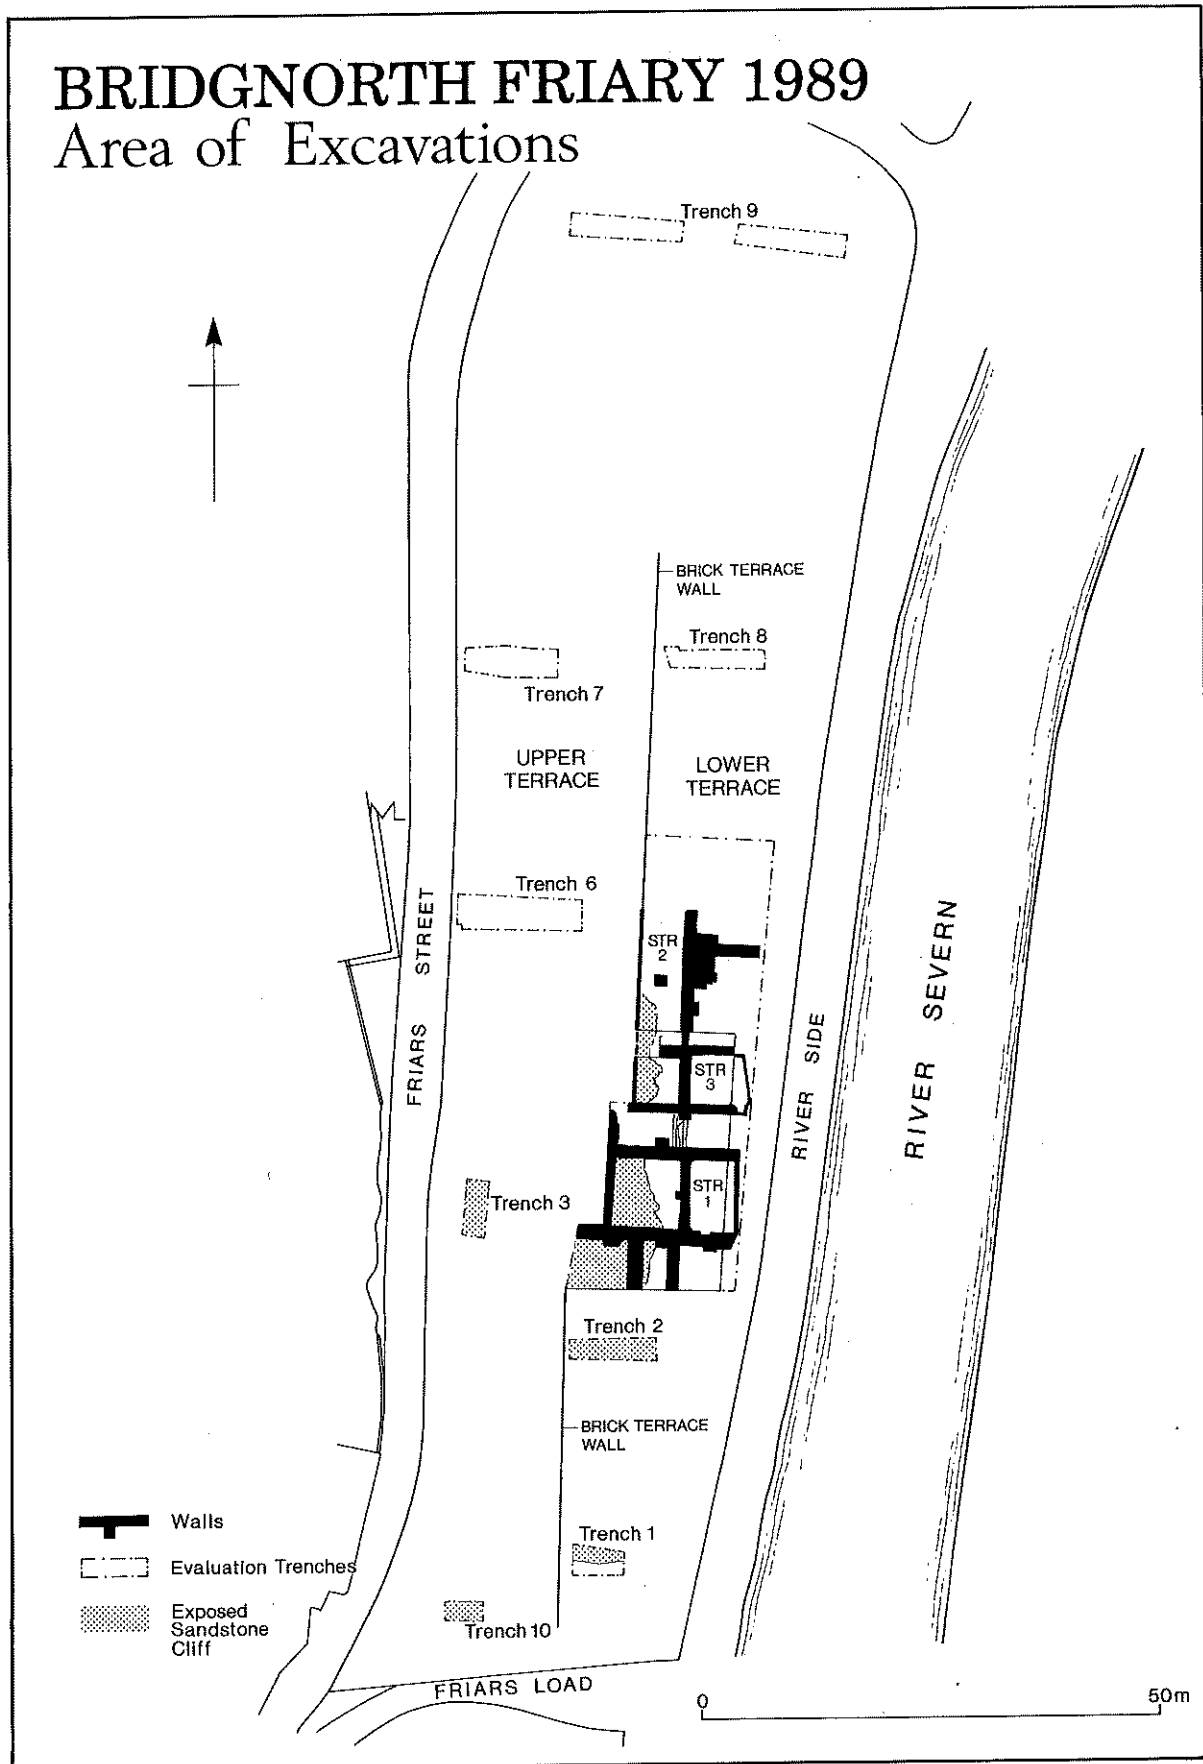 BRIDGNORTH FRIARY 1989
Area of Excavations
Trench 9
BRICK TERRACE
WALL
Trench 8
Trench 7
UPPER
TERRACE
LOWER
TERRACE
Trench 6
STR
2
FRIARS STREET
STR
3
RIVER SIDE
RIVER SEVERN
Trench 3
STR
1
Trench 2
BRICK TERRACE
WALL
Trench 1
Trench 10
Walls
Evaluation Trenches
Exposed
Sandstone
Cliff
FRIARS LOAD
0
50m